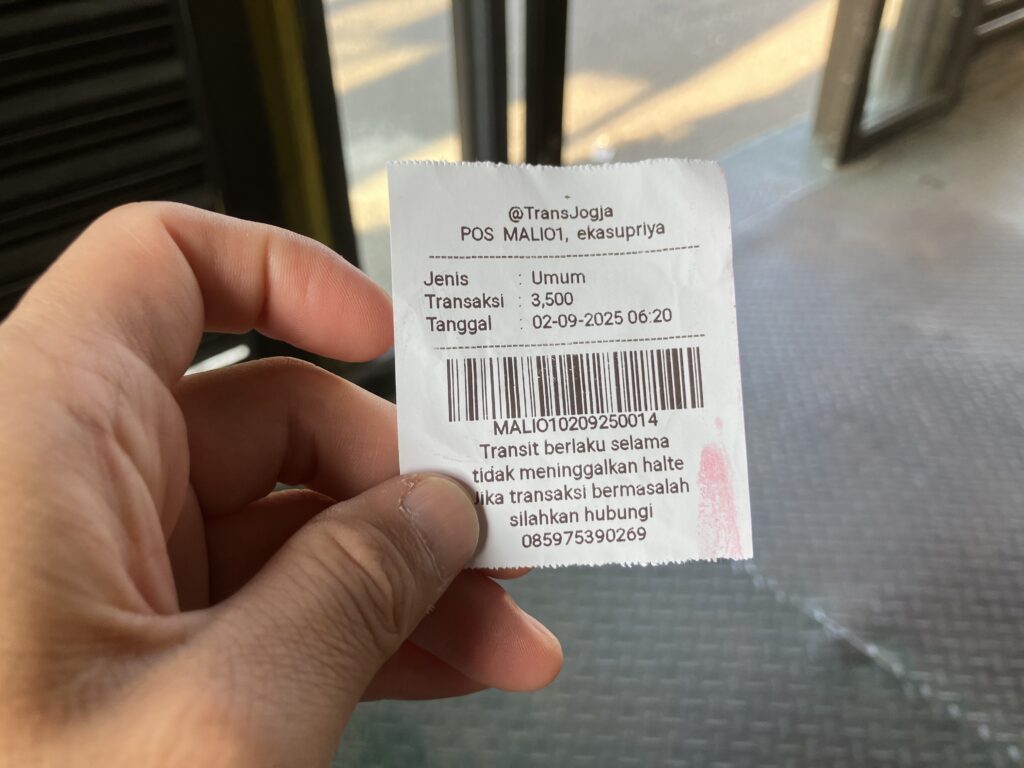 @TransJogja
POS MALIO1, ekasupriya
Jenis : Umum
Transaksi : 3,500
Tanggal : 02-09-2025 06:20
MALIO10209250014
Transit berlaku selama
tidak meninggalkan halte
Jika transaksi bermasalah
silahkan hubungi
085975390269